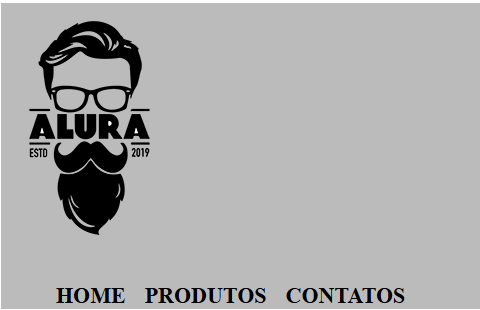 ALURA
ESTD 2019
HOME PRODUTOS CONTATOS